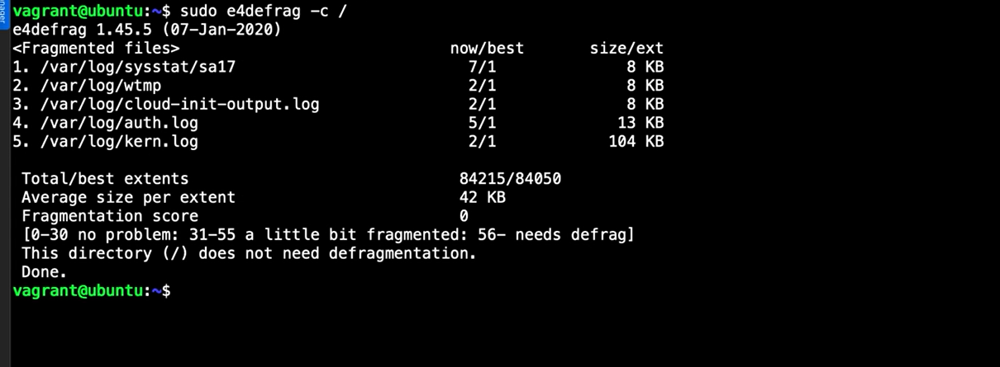 nager
vagrant@ubuntu:~$ sudo e4defrag -c /
e4defrag 1.45.5 (07-Jan-2020)
<Fragmented files> now/best size/ext
1. /var/log/sysstat/sa17 7/1 8 KB
2. /var/log/wtmp 2/1 8 KB
3. /var/log/cloud-init-output.log 2/1 8 KB
4. /var/log/auth.log 5/1 13 KB
5. /var/log/kern.log 2/1 104 KB
Total/best extents 84215/84050
Average size per extent 42 KB
Fragmentation score 0
[0-30 no problem: 31-55 a little bit fragmented: 56- needs defrag]
This directory (/) does not need defragmentation.
Done.
vagrant@ubuntu:~$